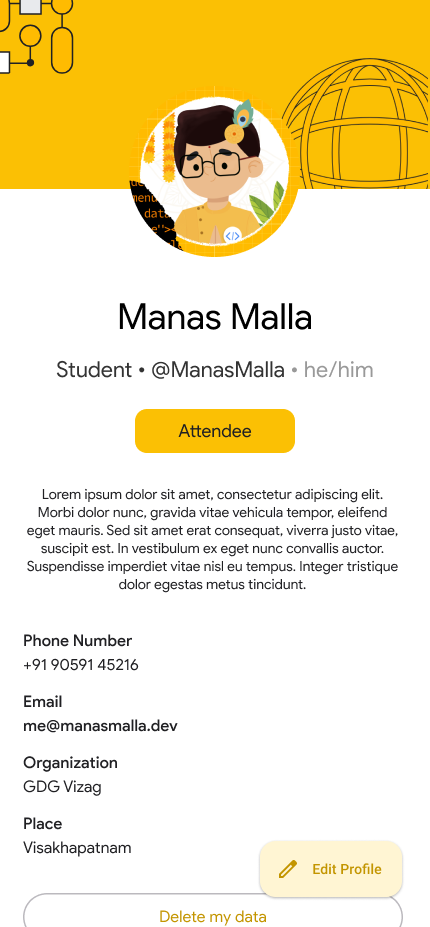 de
menu
data
e"><
</>
Manas Malla
Student • @ManasMalla • he/him
Attendee
Lorem ipsum dolor sit amet, consectetur adipiscing elit.
Morbi dolor nunc, gravida vitae vehicula tempor, eleifend
eget mauris. Sed sit amet erat consequat, viverra justo vitae,
suscipit est. In vestibulum ex eget nunc convallis auctor.
Suspendisse imperdiet vitae nisl eu tempus. Integer tristique
dolor egestas metus tincidunt.
Phone Number
+91 90591 45216
Email
me@manasmalla.dev
Organization
GDG Vizag
Place
Visakhapatnam
Edit Profile
Delete my data